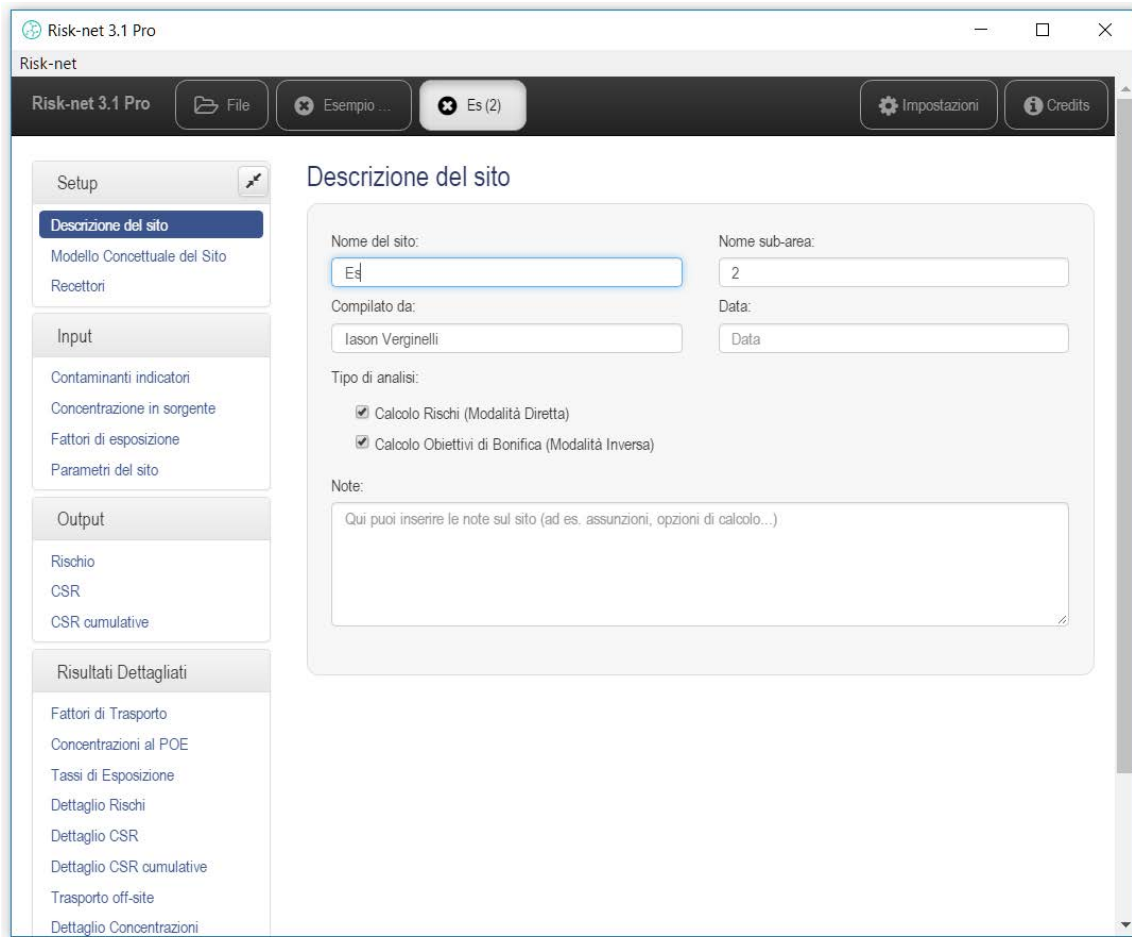 Risk-net 3.1 Pro
Risk-net
Risk-net 3.1 Pro
File
Esempio ...
Es (2)
Impostazioni
Credits
Setup
Descrizione del sito
Modello Concettuale del Sito
Recettori
Input
Contaminanti indicatori
Concentrazione in sorgente
Fattori di esposizione
Parametri del sito
Output
Rischio
CSR
CSR cumulative
Risultati Dettagliati
Fattori di Trasporto
Concentrazioni al POE
Tassi di Esposizione
Dettaglio Rischi
Dettaglio CSR
Dettaglio CSR cumulative
Trasporto off-site
Dettaglio Concentrazioni
Descrizione del sito
Nome del sito:
Es
Nome sub-area:
2
Compilato da:
Iason Verginelli
Data:
Data
Tipo di analisi:
Calcolo Rischi (Modalità Diretta)
Calcolo Obiettivi di Bonifica (Modalità Inversa)
Note:
Qui puoi inserire le note sul sito (ad es. assunzioni, opzioni di calcolo...)